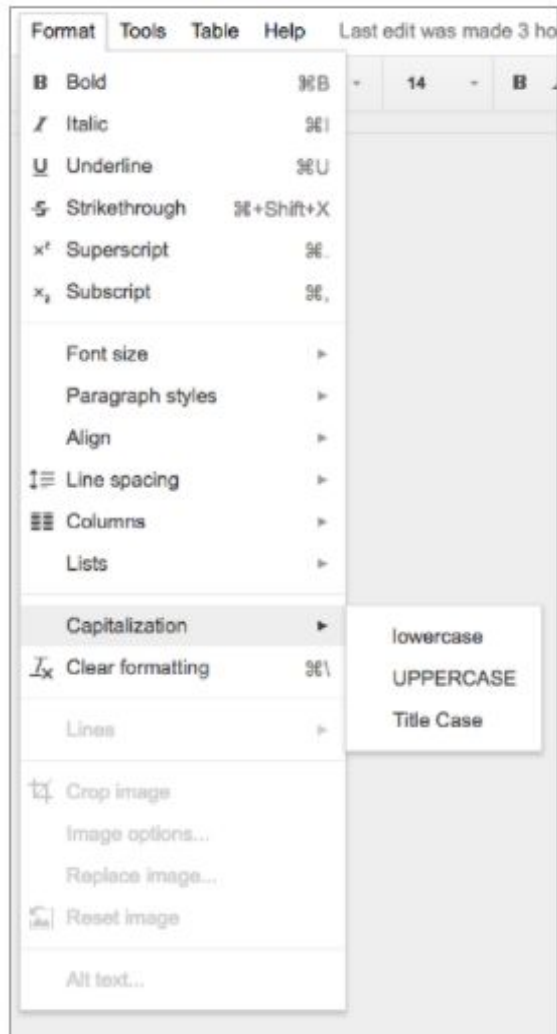 Format Tools Table Help Last edit was made 3 ho
B Bold ⌘B 14 B
I Italic ⌘I
U Underline ⌘U
S Strikethrough ⌘+Shift+X
x² Superscript ⌘.
x₂ Subscript ⌘,
Font size
Paragraph styles
Align
Line spacing
Columns
Lists
Capitalization
lowercase
Clear formatting ⌘\
UPPERCASE
Title Case
Lines
Crop image
Image options...
Replace image...
Reset image
Alt text...